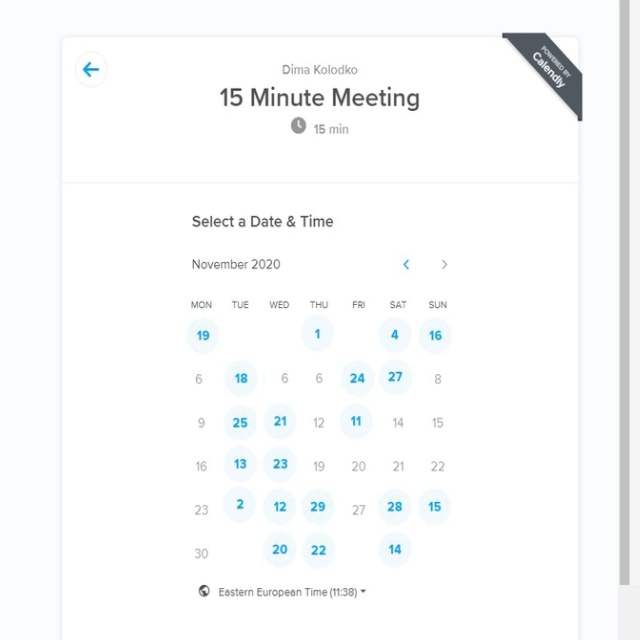 POWERED BY
Calendly
Dima Kolodko
15 Minute Meeting
15 min
Select a Date & Time
November 2020
MON TUE WED THU FRI SAT SUN
19 1 4 16
6 18 6 6 24 27 8
9 25 21 12 11 14 15
16 13 23 19 20 21 22
23 2 12 29 27 28 15
30 20 22 14
Eastern European Time (11:38)